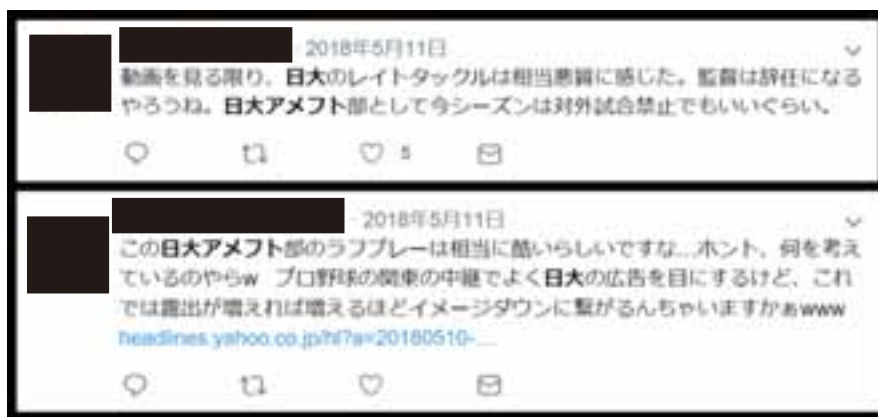 2018年5月11日
動画を見る限り、日大のレイトタックルは相当悪質に感じた。監督は辞任になる
やろうね。日大アメフト部として今シーズンは対外試合禁止でもいいぐらい。
5
2018年5月11日
この日大アメフト部のラフプレーは相当に酷いらしいですな...ホント、何を考え
ているのやらw　プロ野球の関東の中継でよく日大の広告を目にするけど、これ
では露出が増えれば増えるほどイメージダウンに繋がるんちゃいますかぁwww
headlines.yahoo.co.jp/hl?a=20180510-...